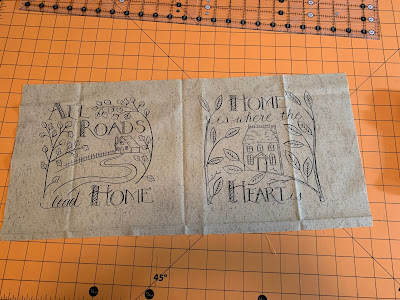 ALL
ROADS
lead HOME
HOME
is where the
HEART is
45°